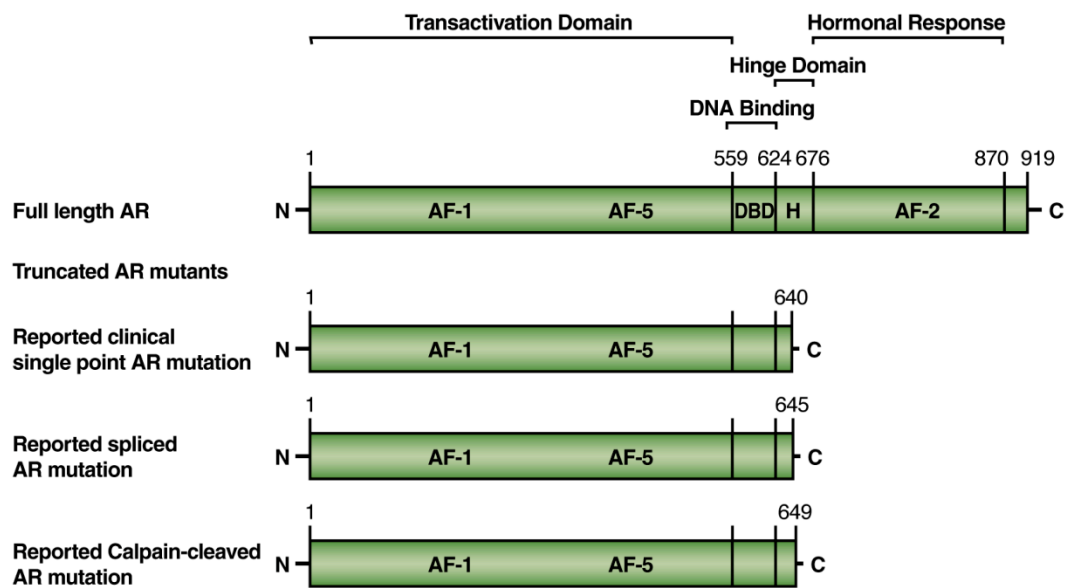 Transactivation Domain
Hormonal Response
Hinge Domain
DNA Binding
1 559 624 676 870 919
Full length AR N AF-1 AF-5 DBD H AF-2 C
Truncated AR mutants
1 640
Reported clinical
single point AR mutation
N AF-1 AF-5 C
1 645
Reported spliced
AR mutation
N AF-1 AF-5 C
1 649
Reported Calpain-cleaved
AR mutation
N AF-1 AF-5 C